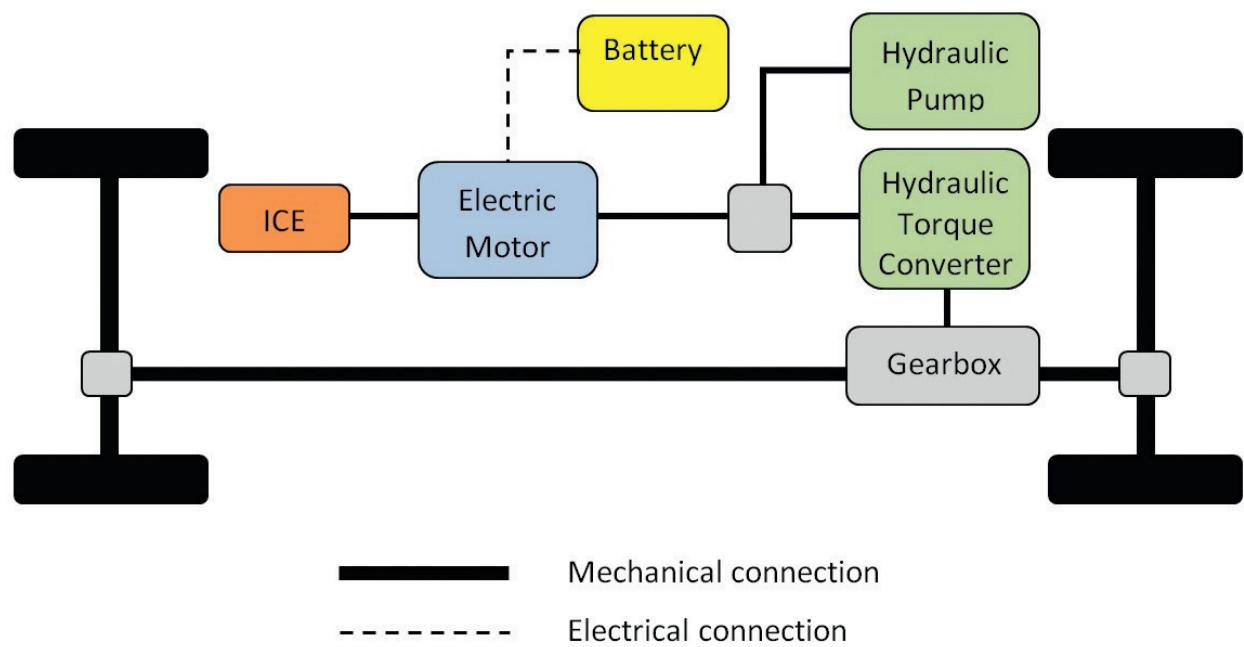 Battery
Hydraulic
Pump
ICE
Electric
Motor
Hydraulic
Torque
Converter
Gearbox
Mechanical connection
Electrical connection